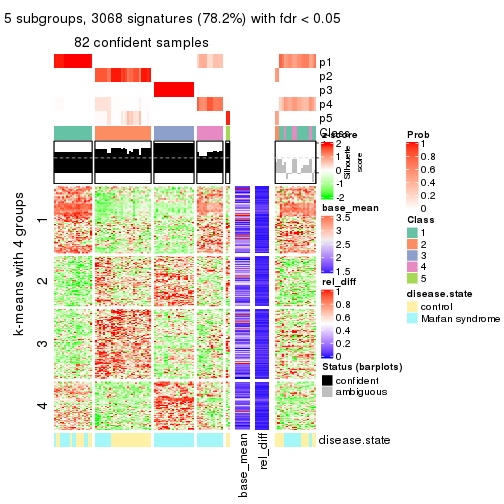 5 subgroups, 3068 signatures (78.2%) with fdr < 0.05
82 confident samples
p1
p2
p3
p4
p5
Class
1
2
3
4
k-means with 4 groups
disease.state
base_mean
rel_diff
z-score
2
1
0
-1
-2
Silhouette
score
base_mean
3.5
3
2.5
2
1.5
rel_diff
1
0.8
0.6
0.4
0.2
0
Status (barplots)
confident
ambiguous
Prob
1
0.8
0.6
0.4
0.2
0
Class
1
2
3
4
5
disease.state
control
Marfan syndrome